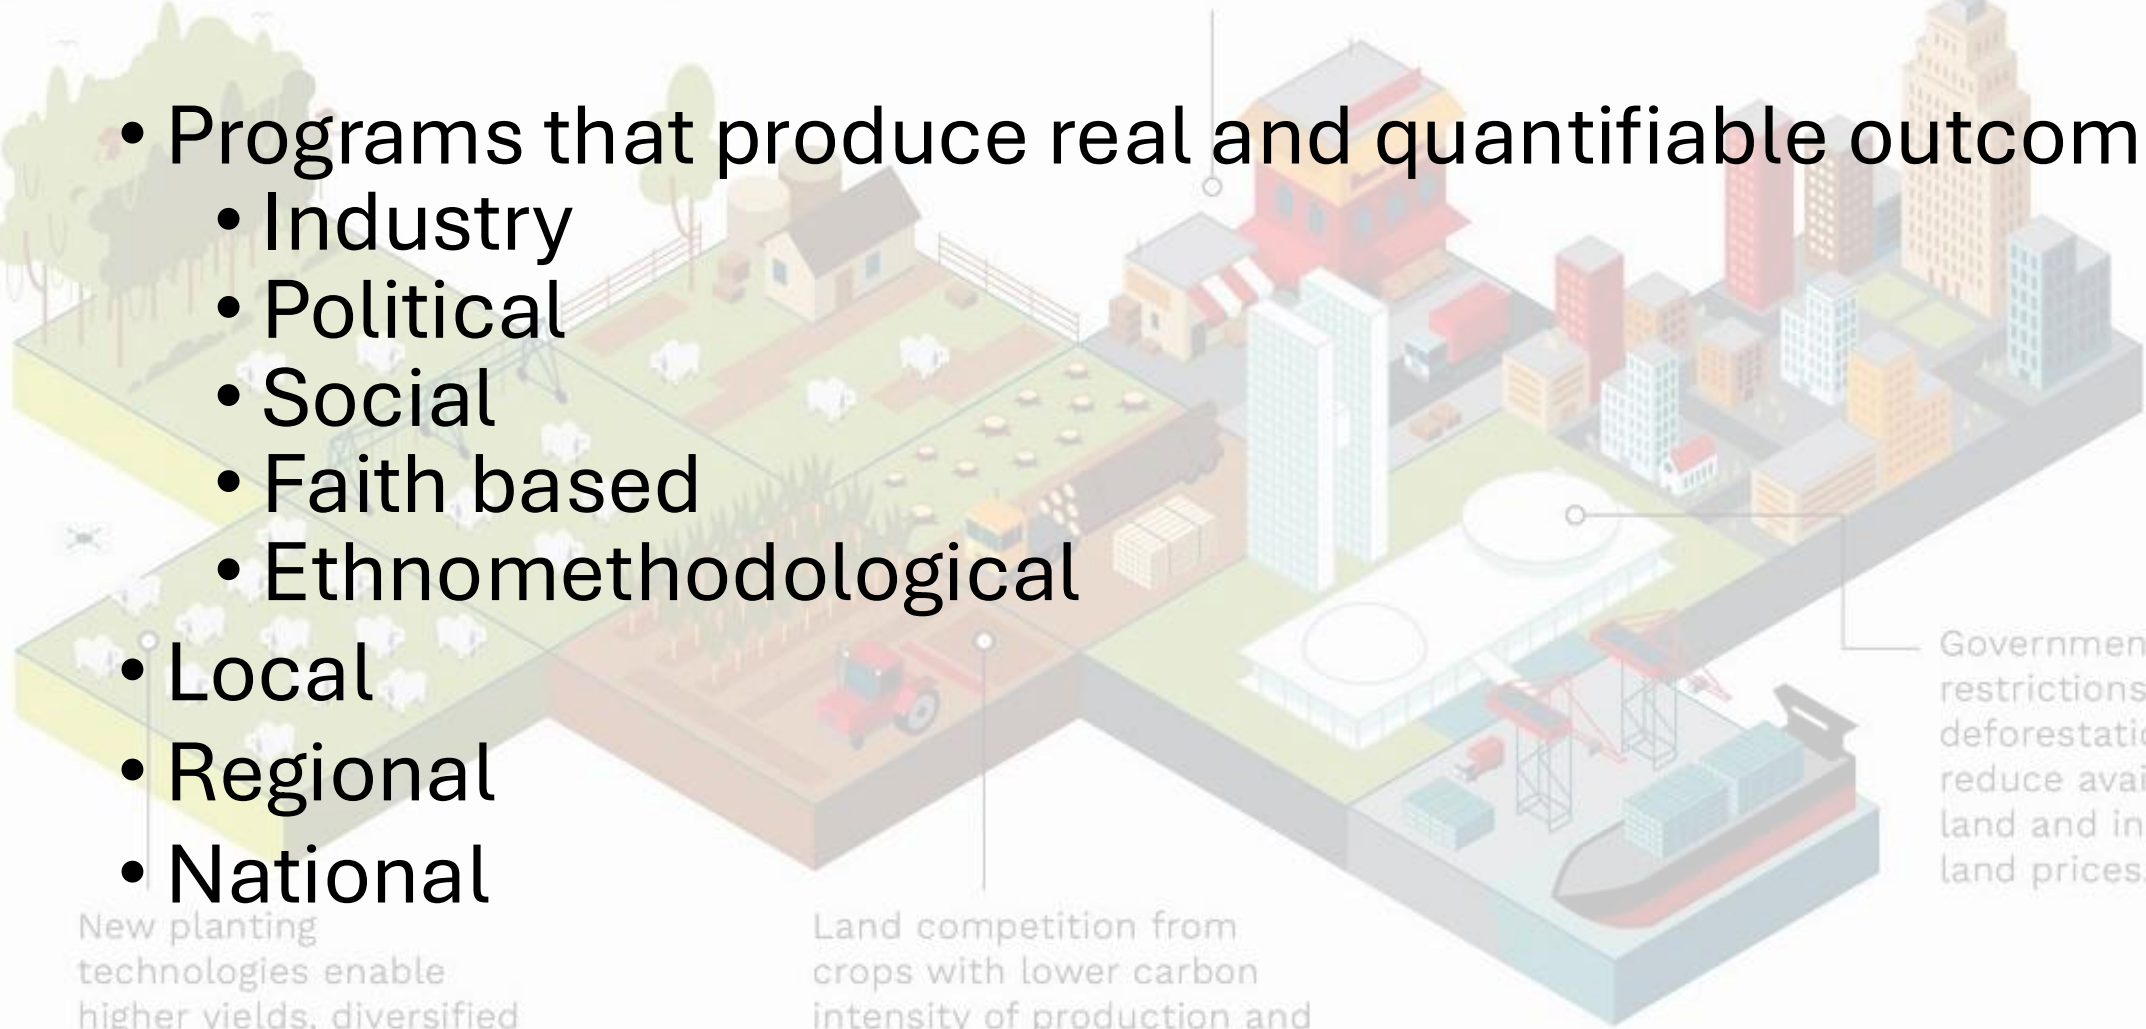 • Programs that produce real and quantifiable outcom
• Industry
• Political
• Social
• Faith based
• Ethnomethodological
• Local
• Regional
• National
Governmen
restrictions
deforestatio
reduce avai
land and in
land prices.
New planting
technologies enable
higher yields, diversified
Land competition from
crops with lower carbon
intensity of production and